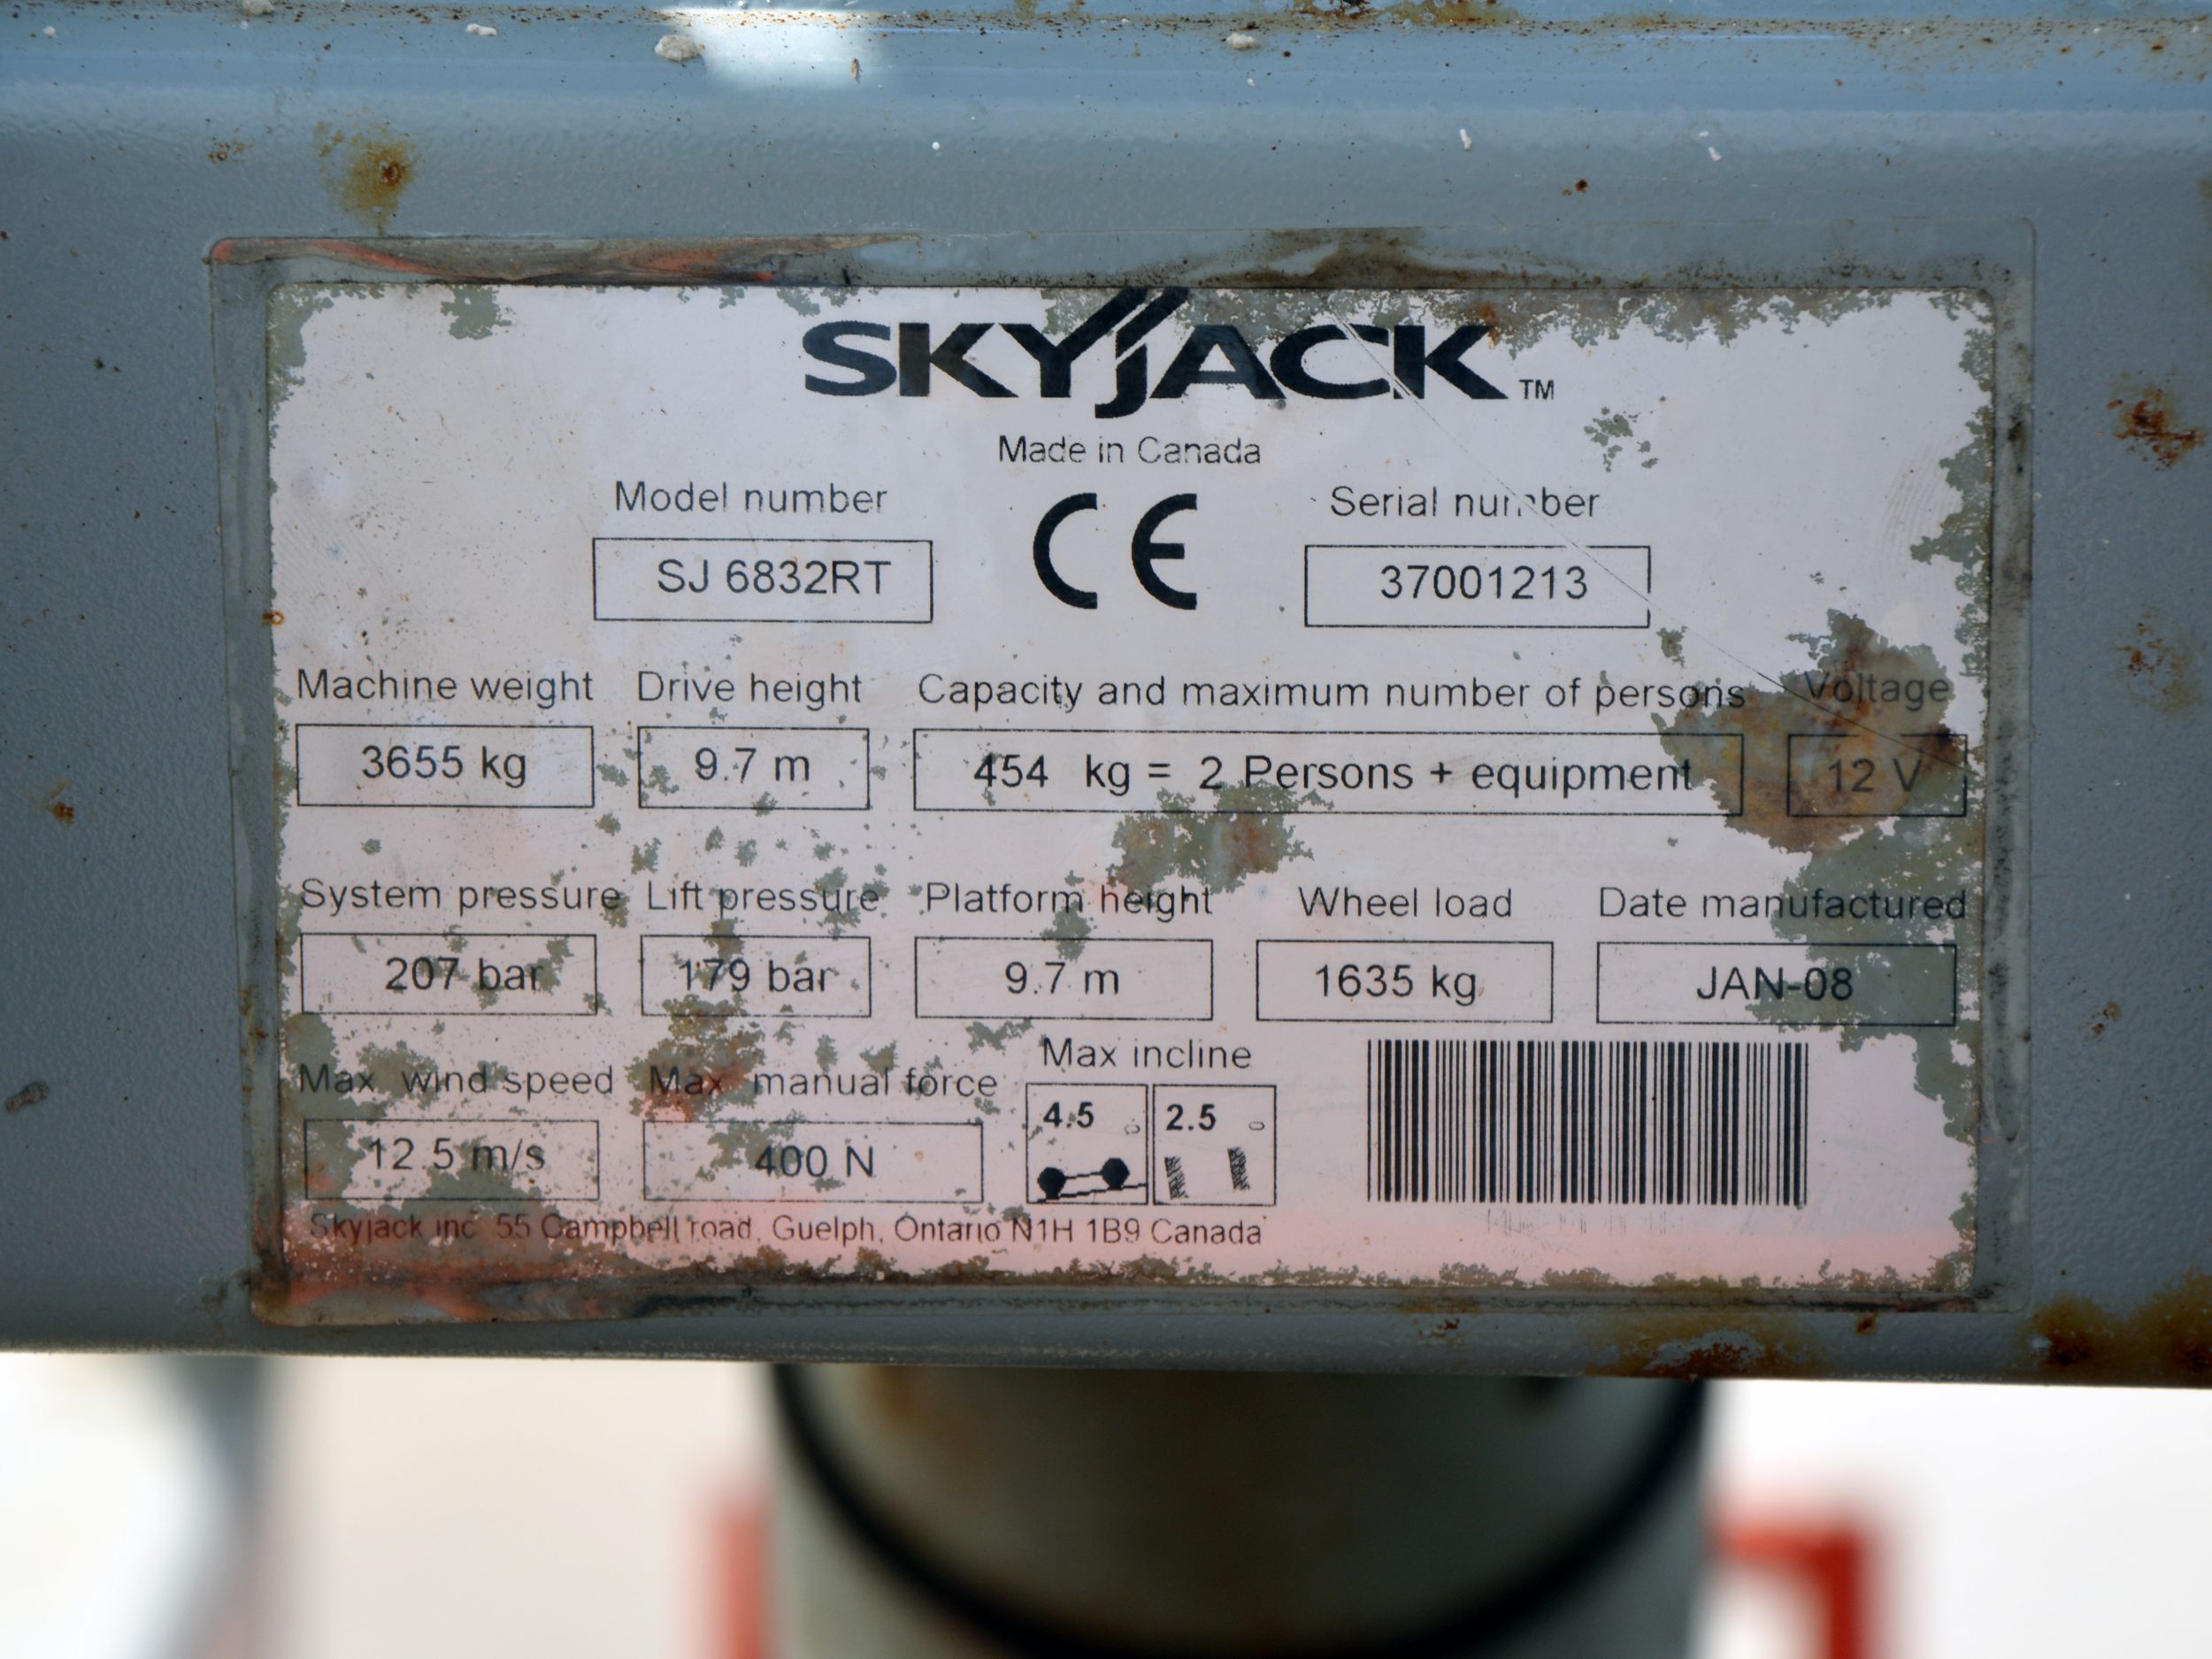 SKYJACK TM
Made in Canada
Model number
Serial number
SJ 6832RT
CE
37001213
Machine weight Drive height Capacity and maximum number of persons Voltage
3655 kg 9.7 m 454 kg = 2 Persons + equipment 12 V
System pressure Lift pressure Platform height Wheel load Date manufactured
207 bar 179 bar 9.7 m 1635 kg JAN-08
Max wind speed Max manual force Max incline
12 5 m/s 400 N 4.5 2.5
Skyjack inc 55 Campbell road, Guelph, Ontario N1H 1B9 Canada